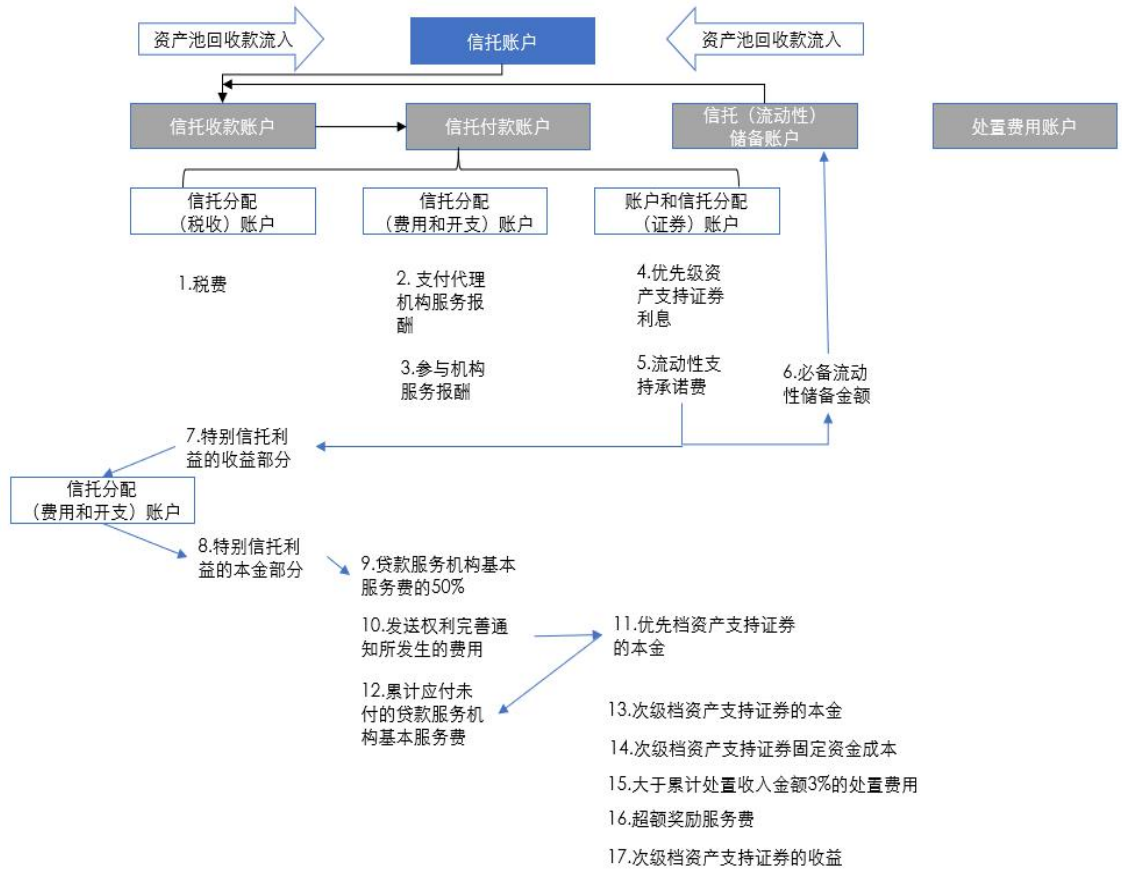 资产池回收款流入
信托账户
资产池回收款流入
信托收款账户
信托付款账户
信托（流动性）
储备账户
处置费用账户
信托分配
（税收）账户
信托分配
（费用和开支）账户
账户和信托分配
（证券）账户
1.税费
2. 支付代理
机构服务报
酬
3.参与机构
服务报酬
4.优先级资
产支持证券
利息
5.流动性支
持承诺费
6.必备流动
性储备金额
7.特别信托利
益的收益部分
信托分配
（费用和开支）账户
8.特别信托利
益的本金部分
9.贷款服务机构基本
服务费的50%
10.发送权利完善通
知所发生的费用
11.优先档资产支持证券
的本金
12.累计应付未
付的贷款服务机
构基本服务费
13.次级档资产支持证券的本金
14.次级档资产支持证券固定资金成本
15.大于累计处置收入金额3%的处置费用
16.超额奖励服务费
17.次级档资产支持证券的收益